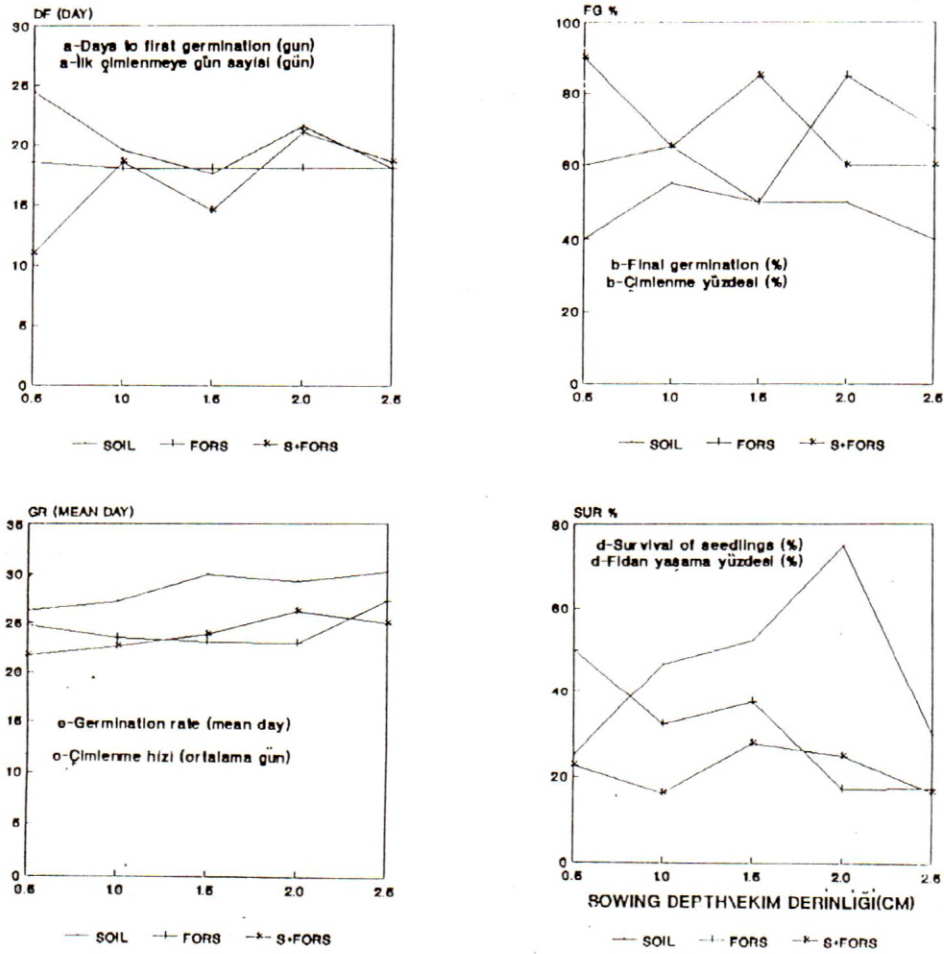 DF (DAY)
30
25
20
15
10
5
0
a-Days to first germination (gun)
a-İlk çimlenmeye gün sayisi (gün)
0.5 1.0 1.5 2.0 2.5
SOIL FORS S+FORS
FG %
100
80
60
40
20
0
b-Final germination (%)
b-Çimlenme yüzdesi (%)
0.5 1.0 1.5 2.0 2.5
SOIL FORS S+FORS
GR (MEAN DAY)
35
30
25
20
15
10
5
0
c-Germination rate (mean day)
c-Çimlenme hizi (ortalama gün)
0.5 1.0 1.5 2.0 2.5
SOIL FORS S+FORS
SUR %
80
60
40
20
0
d-Survival of seedlings (%)
d-Fidan yaşama yüzdesi (%)
0.5 1.0 1.5 2.0 2.5
SOWING DEPTH\EKIM DERİNLİĞİ(CM)
SOIL FORS S+FORS